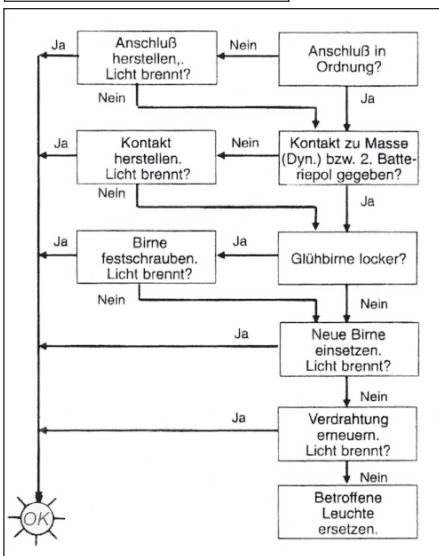 Ja
Anschluß
herstellen,.
Licht brennt?
Nein
Anschluß in
Ordnung?
Nein
Ja
Ja
Kontakt
herstellen.
Licht brennt?
Nein
Kontakt zu Masse
(Dyn.) bzw. 2. Batte-
riepol gegeben?
Nein
Ja
Ja
Birne
festschrauben.
Licht brennt?
Ja
Glühbirne locker?
Nein
Nein
Ja
Neue Birne
einsetzen.
Licht brennt?
Nein
Ja
Verdrahtung
erneuern.
Licht brennt?
Nein
OK
Betroffene
Leuchte
ersetzen.